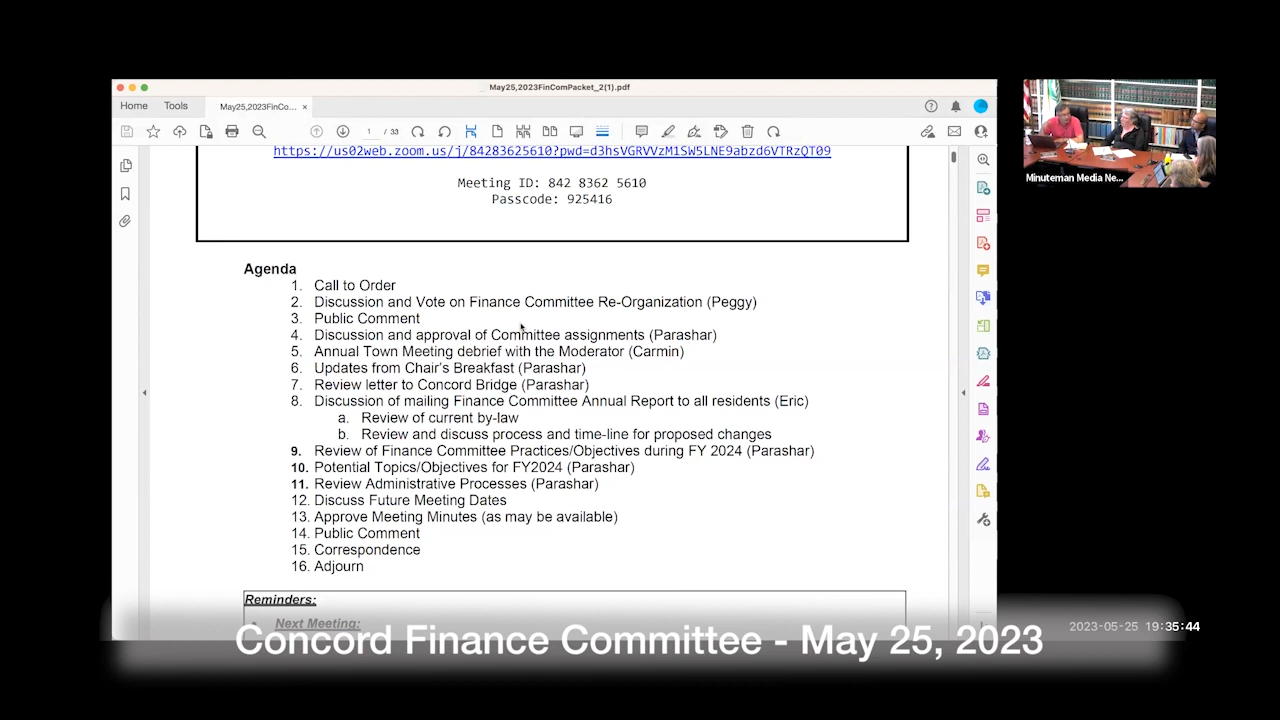 May25,2023FinComPacket_2(1).pdf
Home
Tools
May25,2023FinCo...
1 / 33
https://us02web.zoom.us/j/84283625610?pwd=d3hsVGRVVzM1SW5LNE9abzd6VTRzQT09
Meeting ID: 842 8362 5610
Passcode: 925416
Agenda
1. Call to Order
2. Discussion and Vote on Finance Committee Re-Organization (Peggy)
3. Public Comment
4. Discussion and approval of Committee assignments (Parashar)
5. Annual Town Meeting debrief with the Moderator (Carmin)
6. Updates from Chair's Breakfast (Parashar)
7. Review letter to Concord Bridge (Parashar)
8. Discussion of mailing Finance Committee Annual Report to all residents (Eric)
a. Review of current by-law
b. Review and discuss process and time-line for proposed changes
9. Review of Finance Committee Practices/Objectives during FY 2024 (Parashar)
10. Potential Topics/Objectives for FY2024 (Parashar)
11. Review Administrative Processes (Parashar)
12. Discuss Future Meeting Dates
13. Approve Meeting Minutes (as may be available)
14. Public Comment
15. Correspondence
16. Adjourn
Reminders:
Next Meeting:
Minuteman Media Ne...
2023-05-25 19:35:44
Concord Finance Committee - May 25, 2023